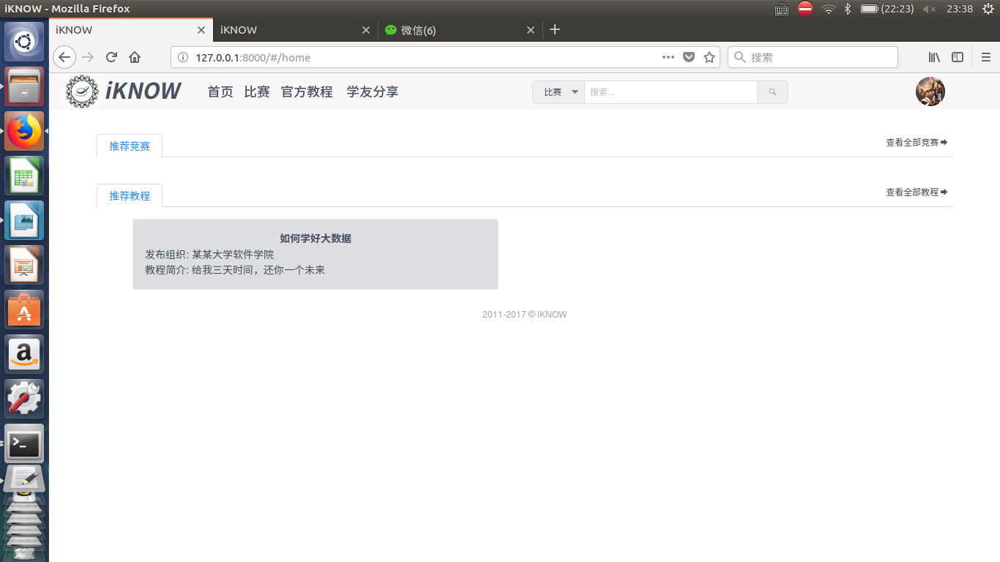 iKNOW - Mozilla Firefox
(22:23)
23:38
iKNOW
iKNOW
微信(6)
127.0.0.1:8000/#/home
搜索
iKNOW
首页 比赛 官方教程 学友分享
比赛
搜索...
推荐竞赛
查看全部竞赛
推荐教程
查看全部教程
如何学好大数据
发布组织: 某某大学软件学院
教程简介: 给我三天时间，还你一个未来
2011-2017 © iKNOW